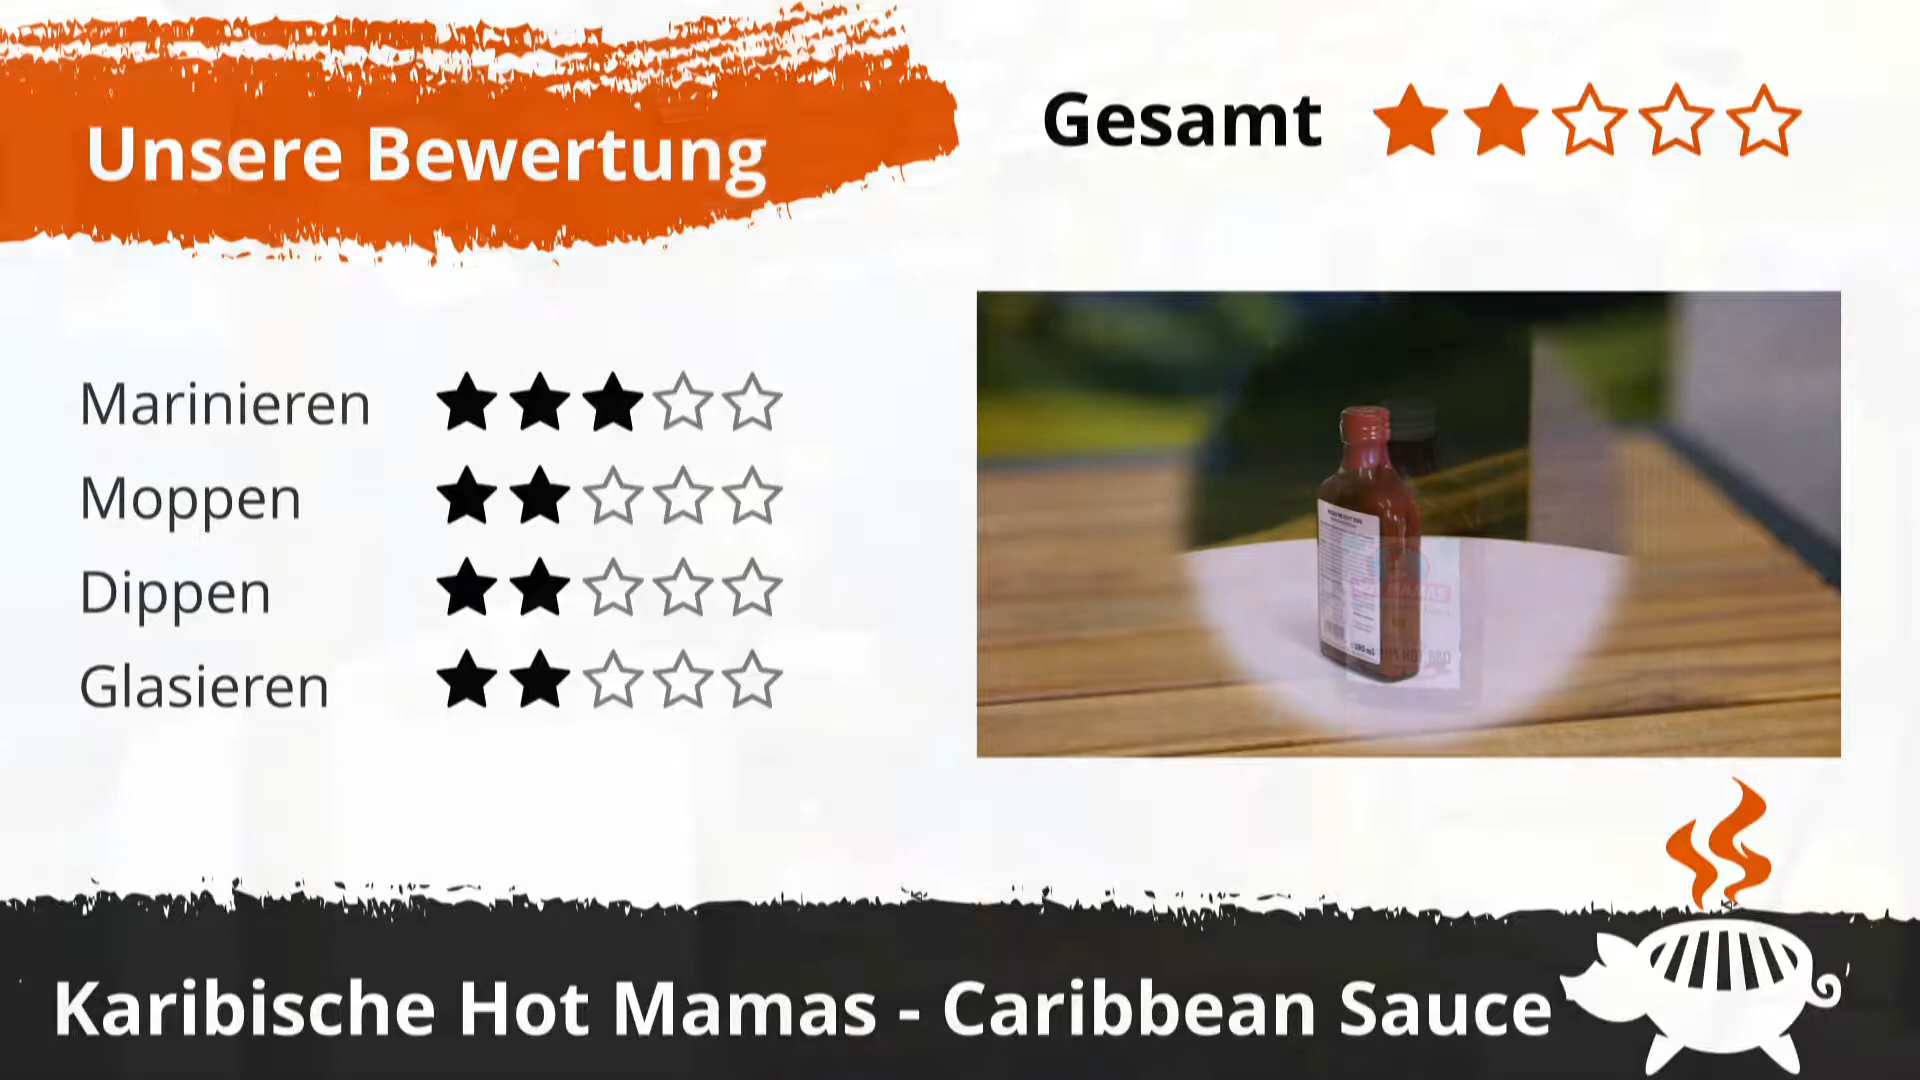 Unsere Bewertung
Gesamt
Marinieren
Moppen
Dippen
Glasieren
Karibische Hot Mamas - Caribbean Sauce